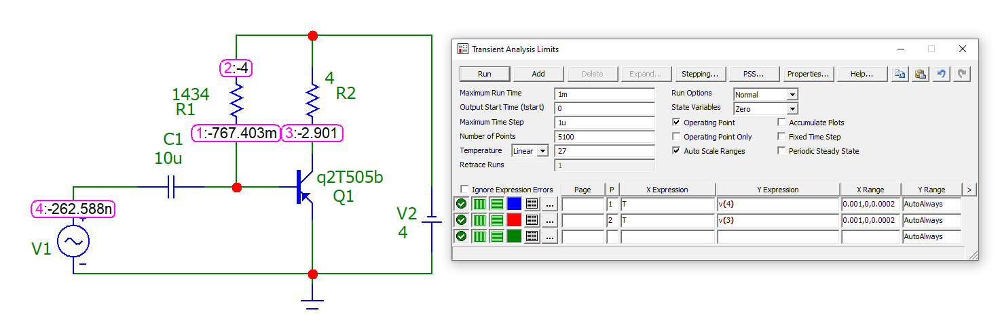 2:-4
1434
R1
4
R2
1:-767.403m
3:-2.901
C1
10u
q2T505b
Q1
4:-262.588n
V1
V2
4
Transient Analysis Limits
Run Add Delete Expand... Stepping... PSS... Properties... Help...
Maximum Run Time 1m Run Options Normal
Output Start Time (tstart) 0 State Variables Zero
Maximum Time Step 1u Operating Point Accumulate Plots
Number of Points 5100 Operating Point Only Fixed Time Step
Temperature Linear 27 Auto Scale Ranges Periodic Steady State
Retrace Runs 1
Ignore Expression Errors Page P X Expression Y Expression X Range Y Range >
... 1 T v(4) 0.001,0,0.0002 AutoAlways
... 2 T v(3) 0.001,0,0.0002 AutoAlways
... AutoAlways